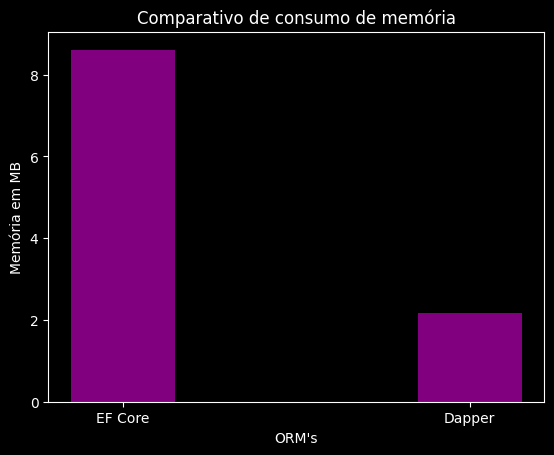 Comparativo de consumo de memória
Memória em MB
8
6
4
2
0
EF Core
Dapper
ORM's